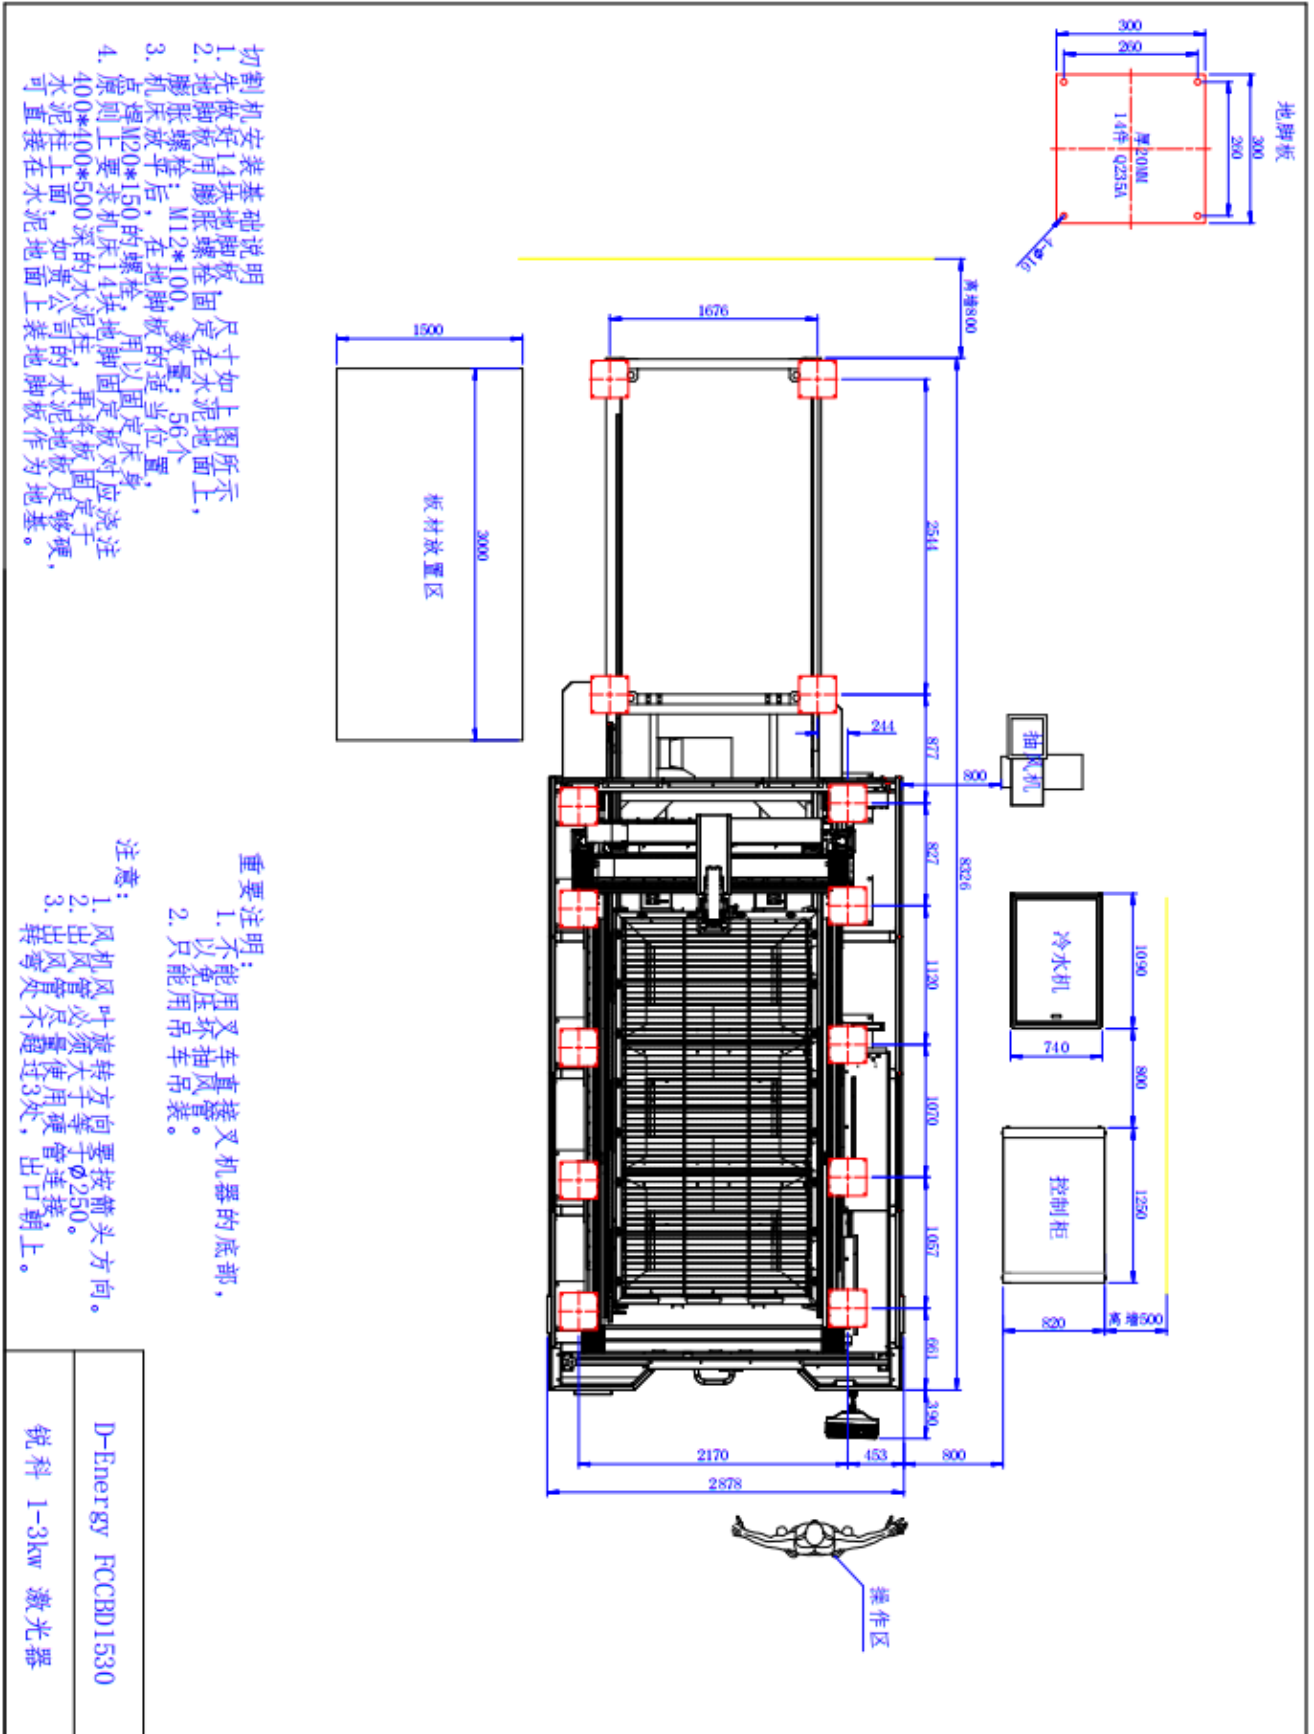 地脚板
300
260
300
260
厚20MM
14件 Q235A
4-Φ16
切割机安装基础说明
1. 先做好14块地脚板，尺寸如上图所示
2. 地脚板用膨胀螺栓固定在水泥地面上，
膨胀螺栓：M12*100，数量：56个
3. 机床放平后，在地脚板的适当位置，
点焊M20*150的螺栓，用以固定床身
4. 原则上要求机床14块地脚固定板对应浇注
400*400*500深的水泥柱，再将板固定于
水泥柱上面，如贵公司的水泥地板足够硬，
可直接在水泥地面上装地脚板作为地基。
离墙800
1676
1500
3000
板材放置区
2544
877
244
827
8326
1120
1070
1057
661
390
800
抽风机
冷水机
1090
740
800
控制柜
1250
820
离墙500
2170
453
800
2878
操作区
重要注明：
1. 不能用叉车直接叉机器的底部，
以免压坏抽风管。
2. 只能用吊车吊装。
注意：
1. 风机风叶旋转方向要按箭头方向。
2. 出风管必须大于等于Φ250。
3. 出风管尽量使用硬管连接，
转弯处不超过3处，出口朝上。
D-Energy FCCBD1530
锐科 1-3kw 激光器